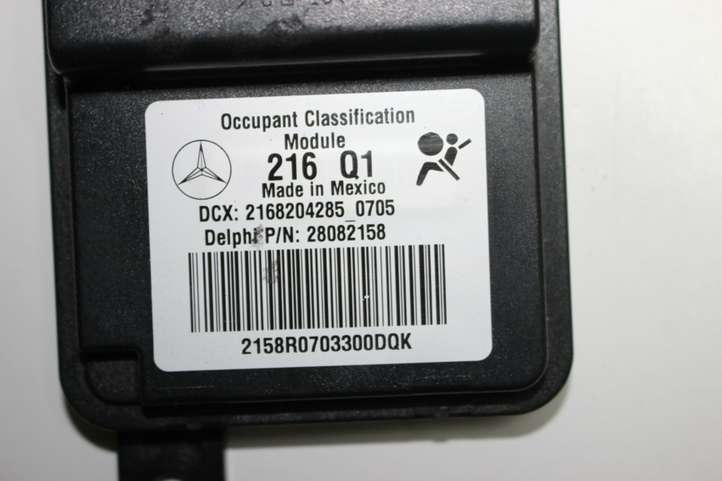 Occupant Classification
Module
216 Q1
Made in Mexico
DCX: 2168204285_0705
Delphi P/N: 28082158
2158R0703300DQK